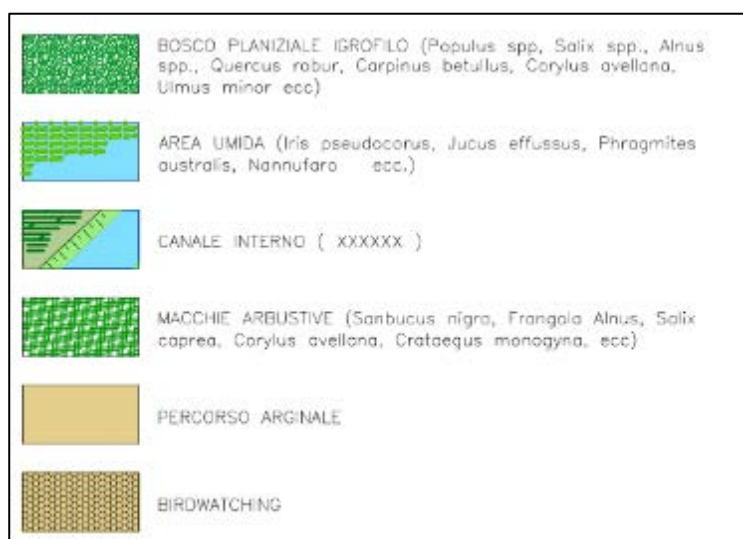 BOSCO PLANIZIALE IGROFILO (Populus spp, Salix spp., Alnus
spp., Quercus robur, Carpinus betullus, Corylus avellana,
Ulmus minor ecc)
AREA UMIDA (Iris pseudocorus, Jucus effussus, Phragmites
australis, Nannufaro ecc.)
CANALE INTERNO ( XXXXXX )
MACCHIE ARBUSTIVE (Sanbucus nigra, Frangola Alnus, Salix
caprea, Corylus avellana, Crataequs monogyna, ecc)
PERCORSO ARGINALE
BIRDWATCHING